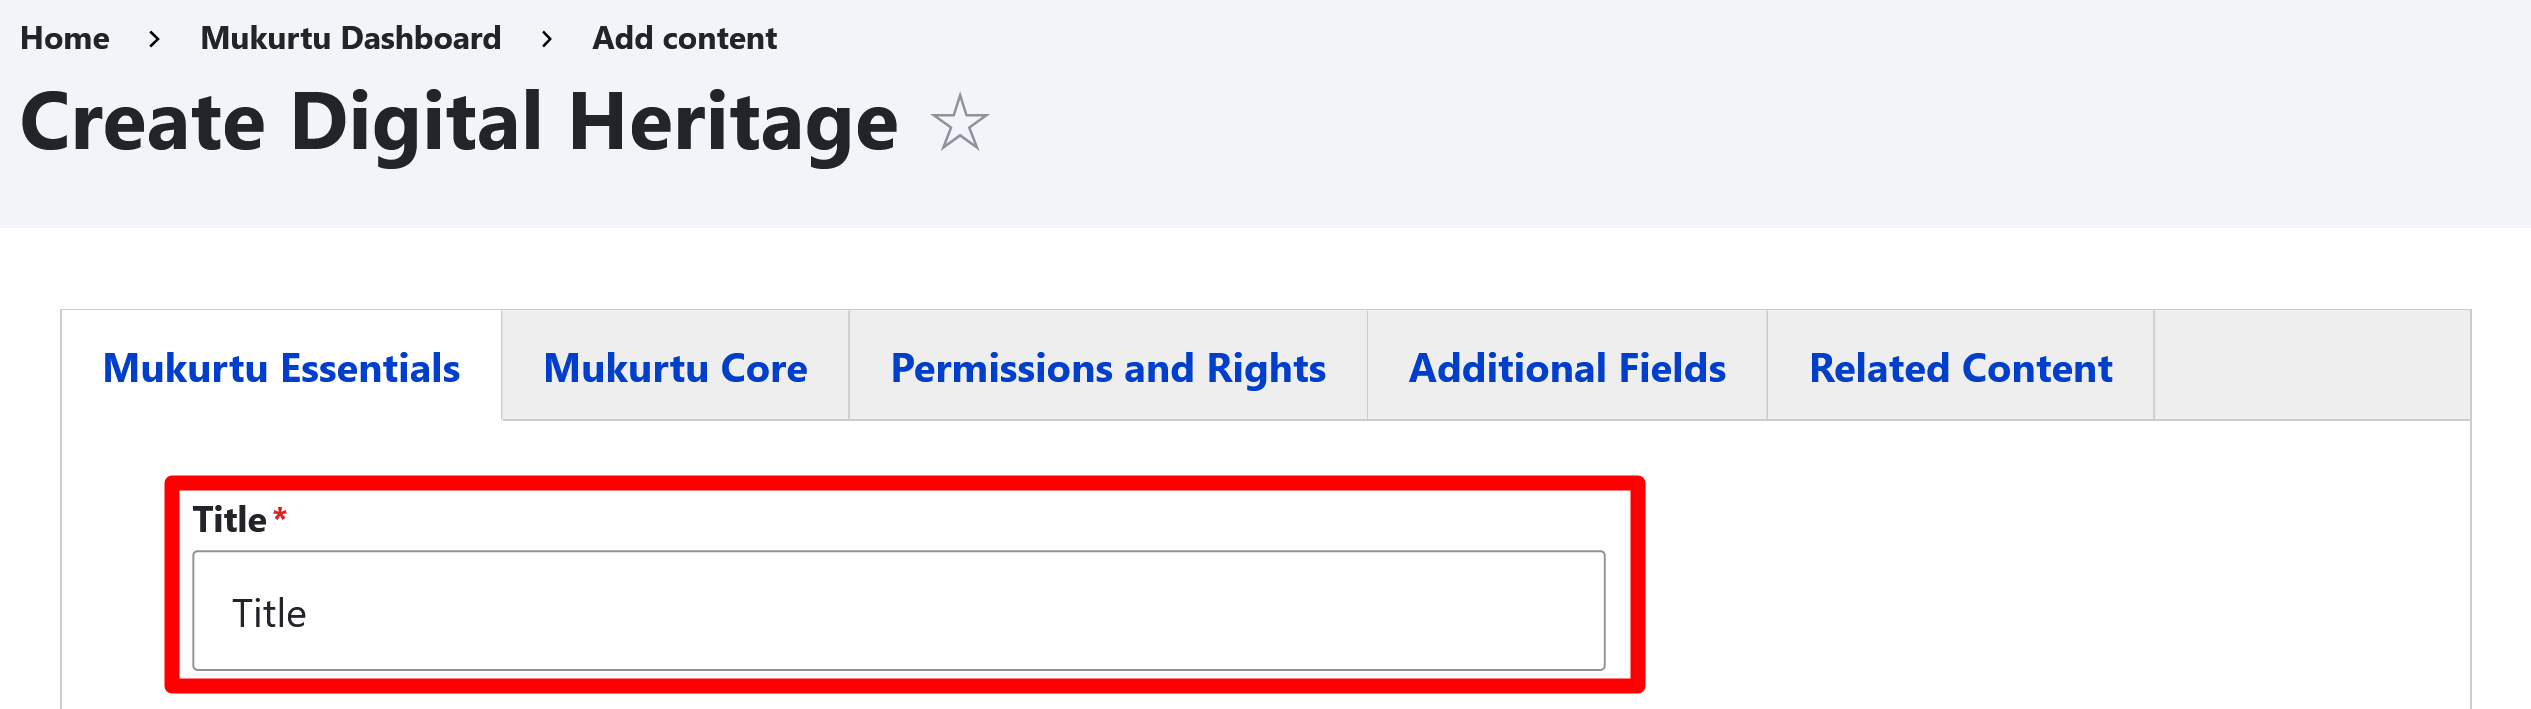 Home > Mukurtu Dashboard > Add content
Create Digital Heritage
Mukurtu Essentials Mukurtu Core Permissions and Rights Additional Fields Related Content
Title*
Title